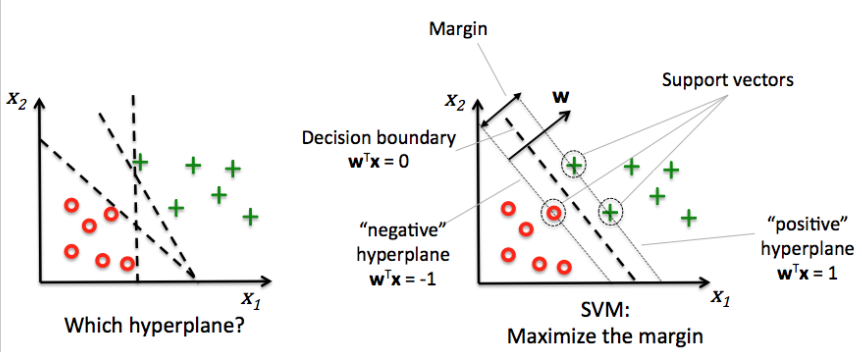 Margin
X2
X2
W
Support vectors
Decision boundary
wTx = 0
"negative"
hyperplane
wTx = -1
"positive"
hyperplane
wTx = 1
X1
X1
Which hyperplane?
SVM:
Maximize the margin